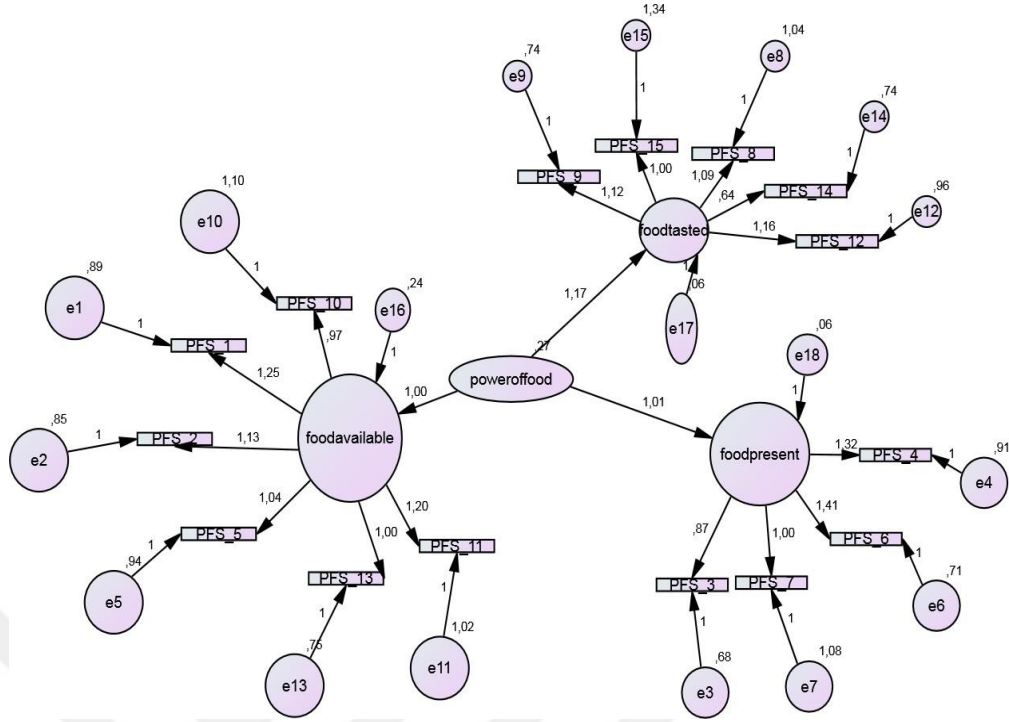 1,34
e15
1,04
e8
,74
e9
,74
e14
,96
e12
1
1
1
1
1
PFS_15
PFS_8
PFS_9
PFS_14
PFS_12
1,12
1,00
1,09
,64
1,16
foodtasted
1
,06
e17
1,17
1,10
e10
1
,89
e1
1
PFS_10
,24
e16
1
PFS_1
,97
1,25
,27
poweroffood
1,00
1,01
,06
e18
1
,85
e2
1
PFS_2
1,13
foodavailable
foodpresent
1,32
PFS_4
1
,91
e4
1,04
1,00
1,20
,94
e5
1
PFS_5
PFS_11
PFS_13
1
1
,75
e13
1,02
e11
,87
1,00
1,41
PFS_6
1
,71
e6
PFS_3
PFS_7
1
1
,68
e3
1,08
e7